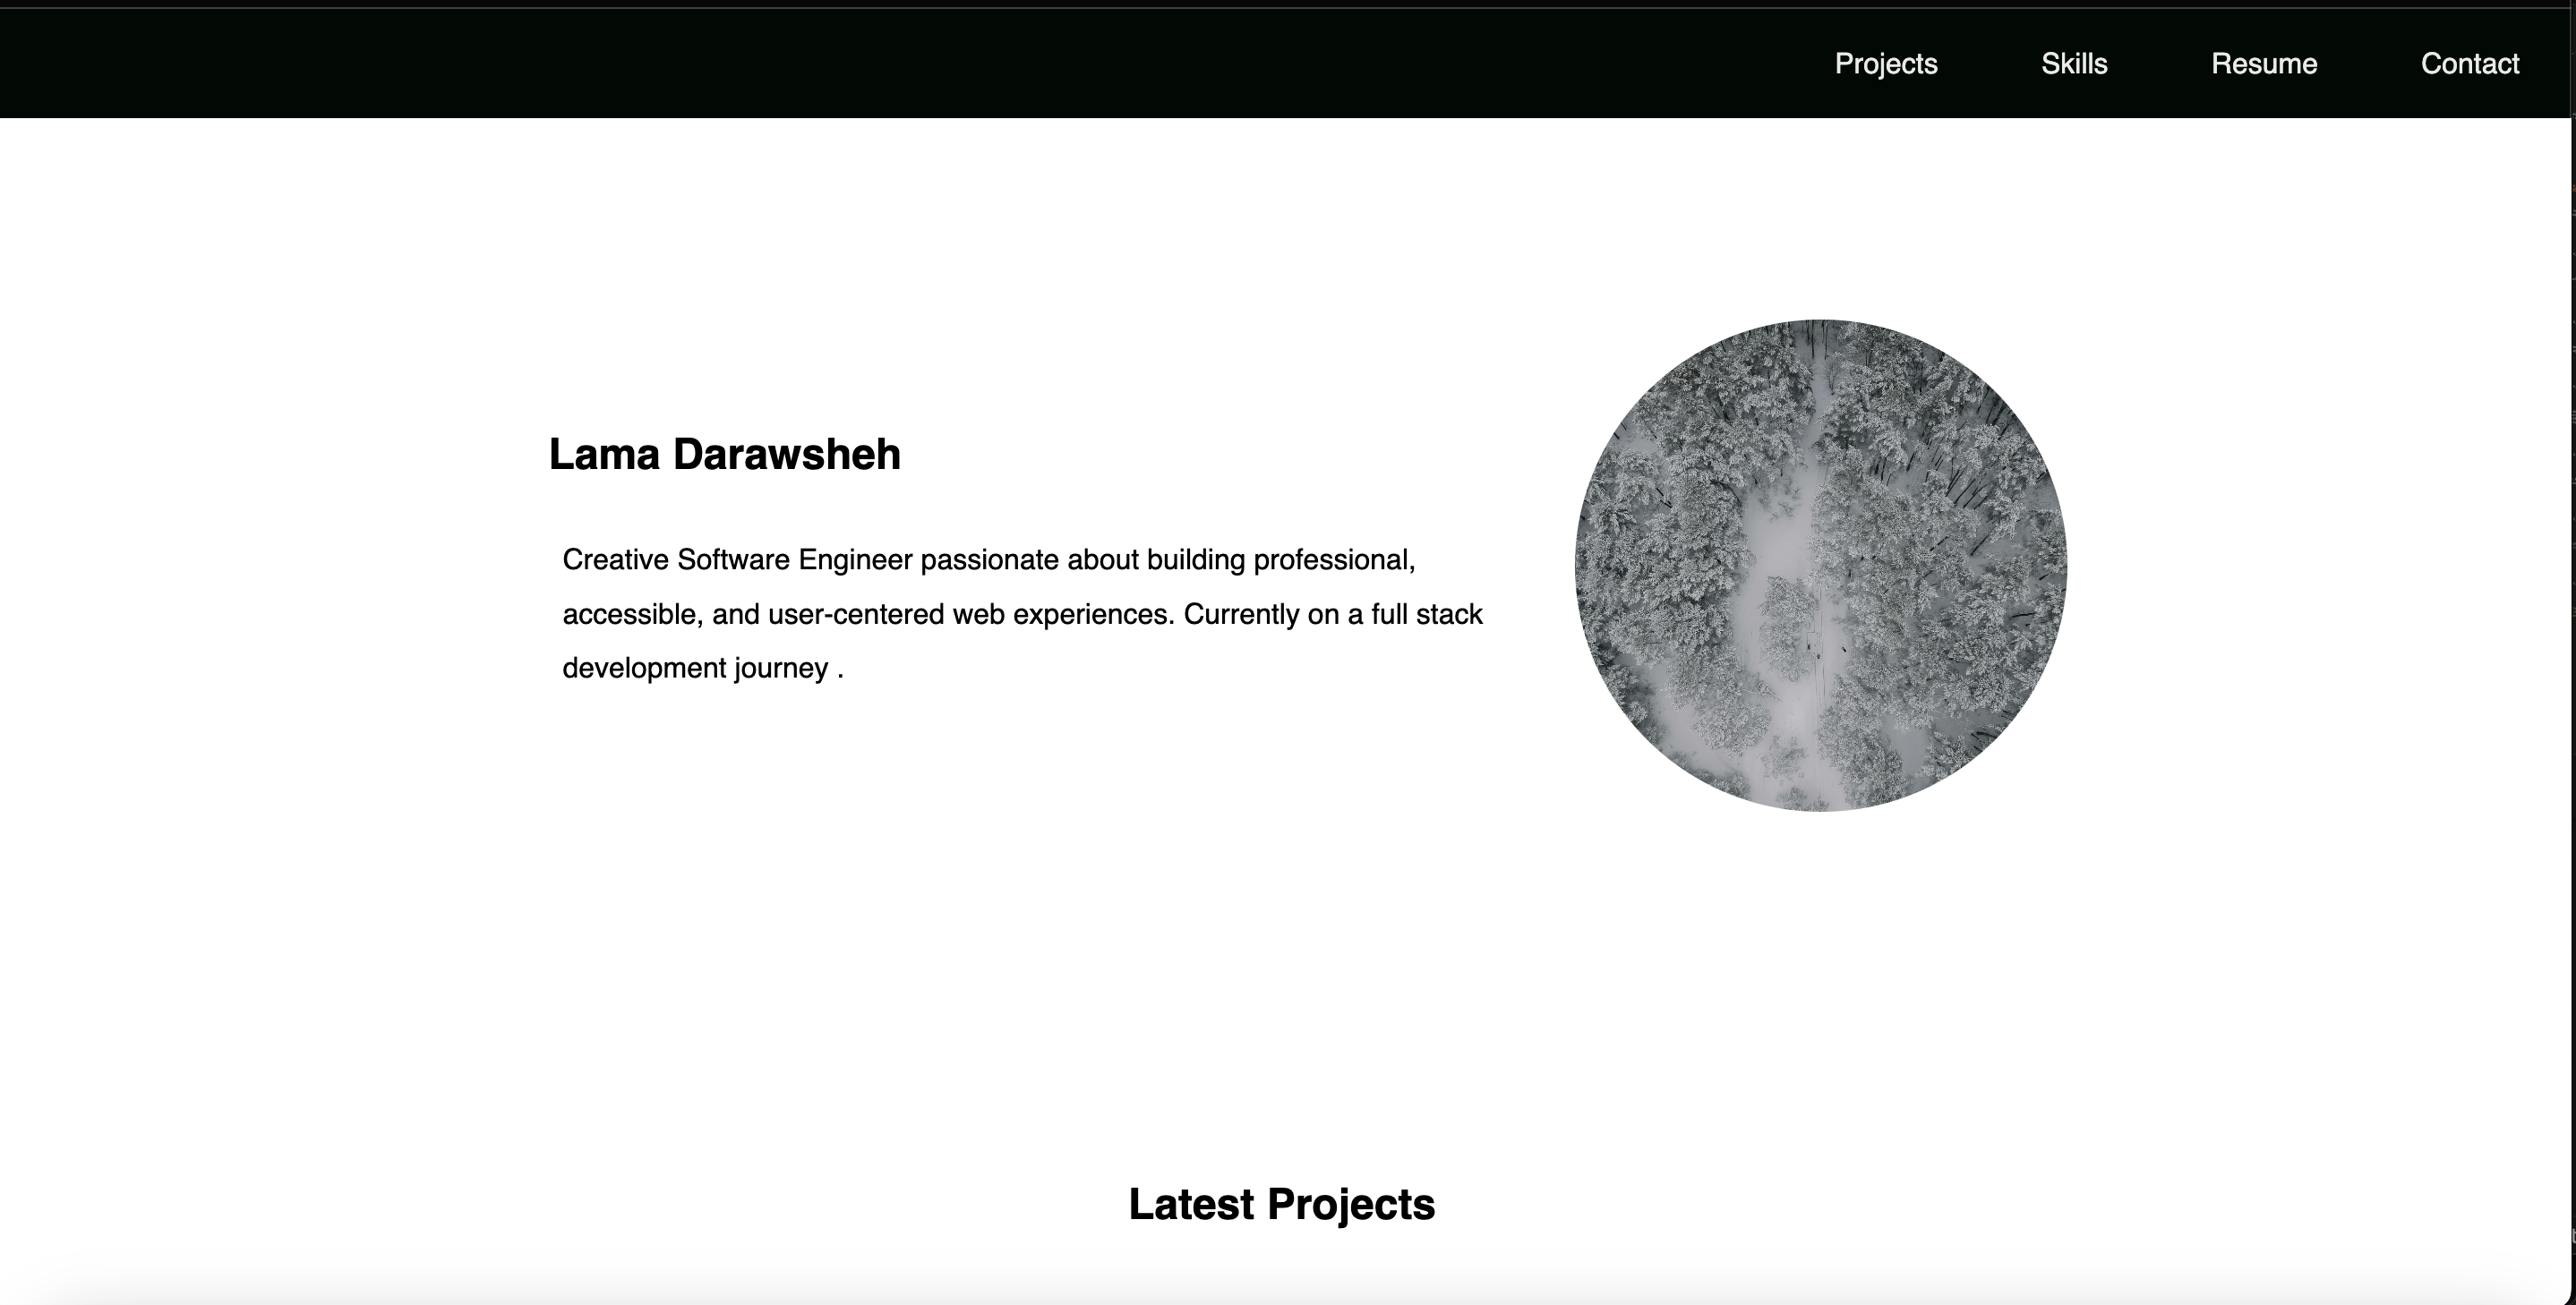 Projects Skills Resume Contact
Lama Darawsheh
Creative Software Engineer passionate about building professional,
accessible, and user-centered web experiences. Currently on a full stack
development journey .
Latest Projects